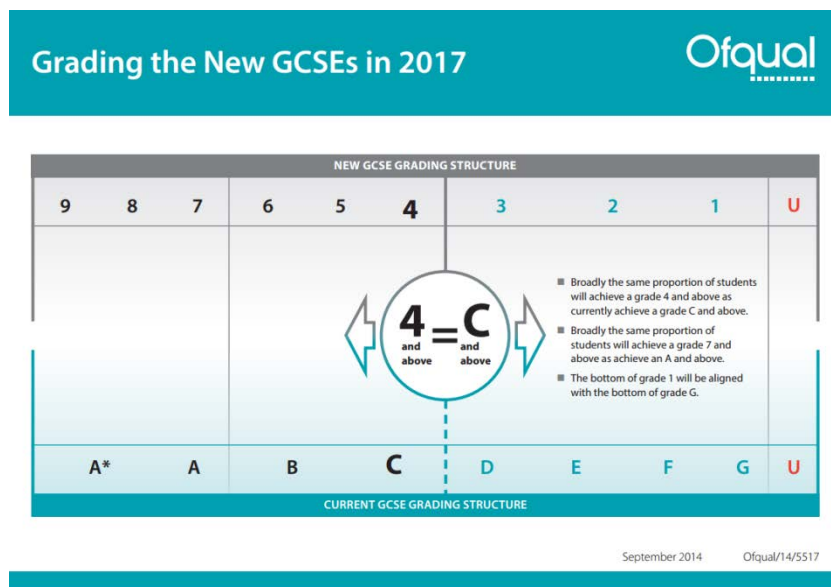 Grading the New GCSEs in 2017
Ofqual
NEW GCSE GRADING STRUCTURE
9 8 7 6 5 4 3 2 1 U
■ Broadly the same proportion of students
will achieve a grade 4 and above as
currently achieve a grade C and above.
■ Broadly the same proportion of
students will achieve a grade 7 and
above as achieve an A and above.
■ The bottom of grade 1 will be aligned
with the bottom of grade G.
4 = C
and and
above above
A* A B C D E F G U
CURRENT GCSE GRADING STRUCTURE
September 2014 Ofqual/14/5517